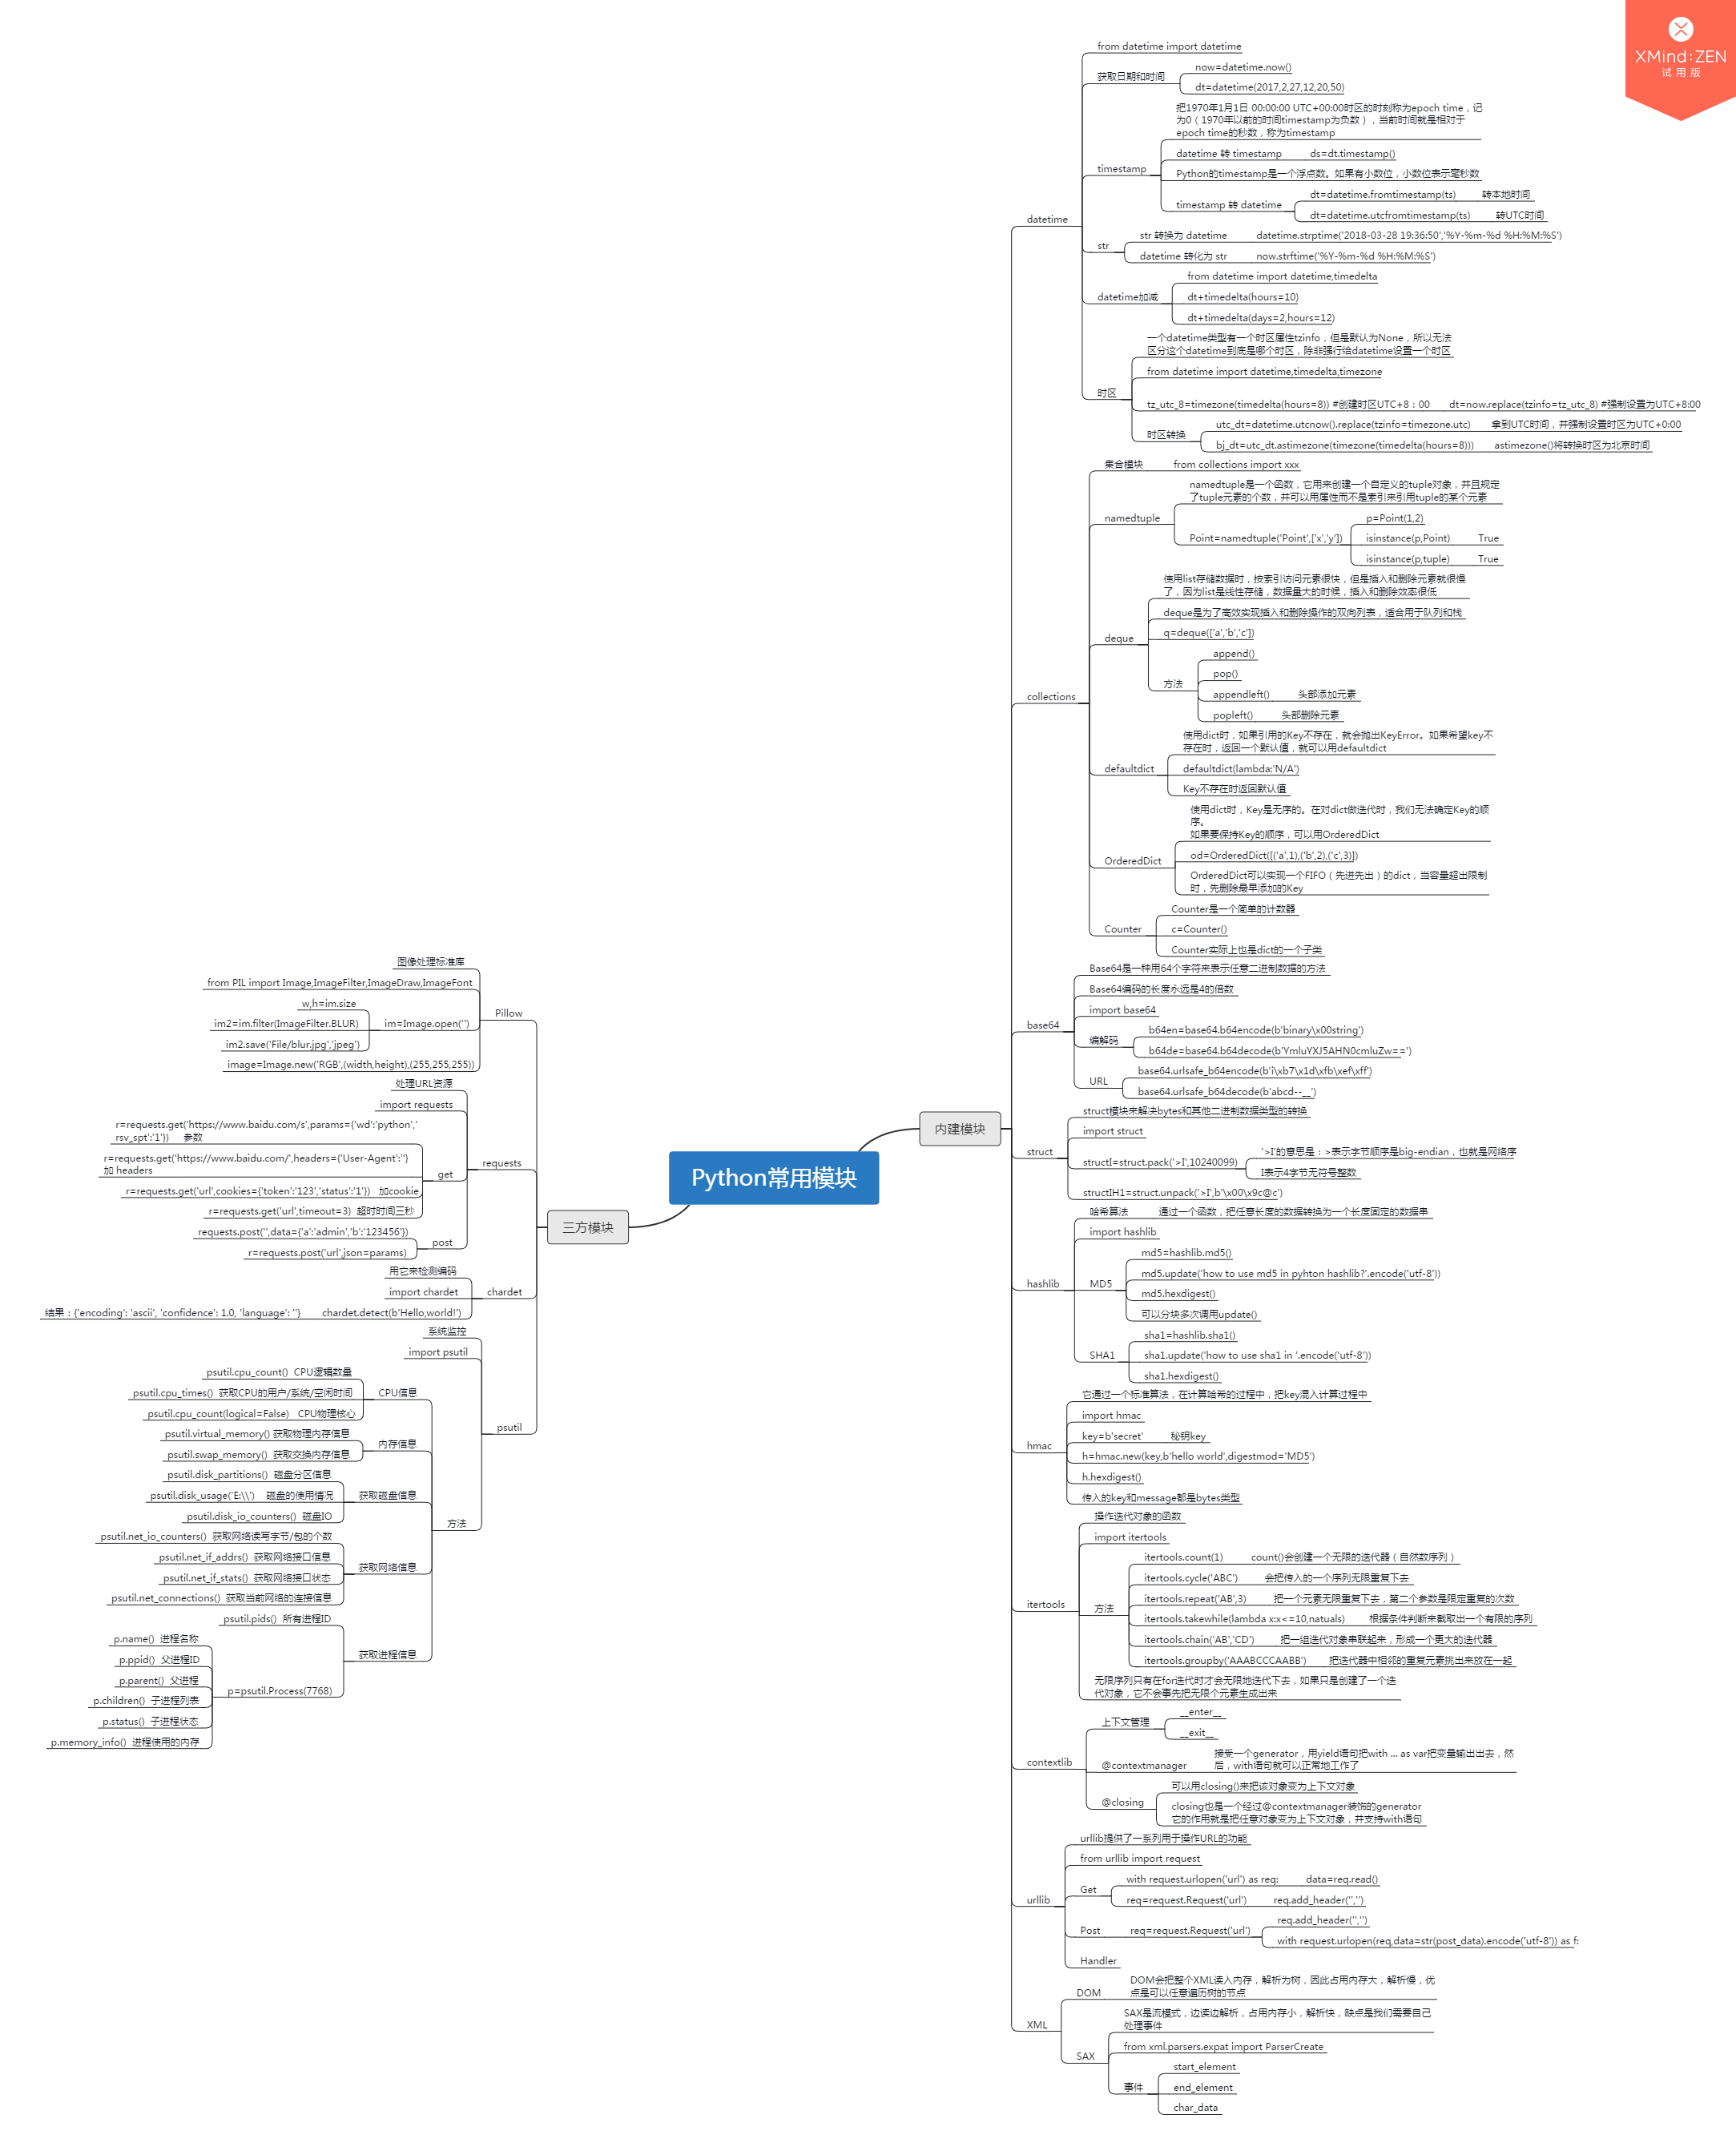 XMind:ZEN
试用版
Python常用模块
内建模块
datetime
from datetime import datetime
获取日期和时间
now=datetime.now()
dt=datetime(2017,2,27,12,20,50)
timestamp
把1970年1月1日 00:00:00 UTC+00:00时区的时刻称为epoch time，记
为0（1970年以前的时间timestamp为负数），当前时间就是相对于
epoch time的秒数，称为timestamp
datetime 转 timestamp
ds=dt.timestamp()
Python的timestamp是一个浮点数。如果有小数位，小数位表示毫秒数
timestamp 转 datetime
dt=datetime.fromtimestamp(ts)
转本地时间
dt=datetime.utcfromtimestamp(ts)
转UTC时间
str
str 转换为 datetime
datetime.strptime('2018-03-28 19:36:50','%Y-%m-%d %H:%M:%S')
datetime 转化为 str
now.strftime('%Y-%m-%d %H:%M:%S')
datetime加减
from datetime import datetime,timedelta
dt+timedelta(hours=10)
dt+timedelta(days=2,hours=12)
时区
一个datetime类型有一个时区属性tzinfo，但是默认为None，所以无法
区分这个datetime到底是哪个时区，除非强行给datetime设置一个时区
from datetime import datetime,timedelta,timezone
tz_utc_8=timezone(timedelta(hours=8)) #创建时区UTC+8：00
dt=now.replace(tzinfo=tz_utc_8) #强制设置为UTC+8:00
时区转换
utc_dt=datetime.utcnow().replace(tzinfo=timezone.utc)
拿到UTC时间，并强制设置时区为UTC+0:00
bj_dt=utc_dt.astimezone(timezone(timedelta(hours=8)))
astimezone()将转换时区为北京时间
collections
集合模块
from collections import xxx
namedtuple
namedtuple是一个函数，它用来创建一个自定义的tuple对象，并且规定
了tuple元素的个数，并可以用属性而不是索引来引用tuple的某个元素
Point=namedtuple('Point',['x','y'])
p=Point(1,2)
isinstance(p,Point)
True
isinstance(p,tuple)
True
deque
使用list存储数据时，按索引访问元素很快，但是插入和删除元素就很慢
了，因为list是线性存储，数据量大的时候，插入和删除效率很低
deque是为了高效实现插入和删除操作的双向列表，适合用于队列和栈
q=deque(['a','b','c'])
方法
append()
pop()
appendleft()
头部添加元素
popleft()
头部删除元素
defaultdict
使用dict时，如果引用的Key不存在，就会抛出KeyError。如果希望key不
存在时，返回一个默认值，就可以用defaultdict
defaultdict(lambda:'N/A')
Key不存在时返回默认值
OrderedDict
使用dict时，Key是无序的。在对dict做迭代时，我们无法确定Key的顺
序。
如果要保持Key的顺序，可以用OrderedDict
od=OrderedDict([('a',1),('b',2),('c',3)])
OrderedDict可以实现一个FIFO（先进先出）的dict，当容量超出限制
时，先删除最早添加的Key
Counter
Counter是一个简单的计数器
c=Counter()
Counter实际上也是dict的一个子类
base64
Base64是一种用64个字符来表示任意二进制数据的方法
Base64编码的长度永远是4的倍数
import base64
编解码
b64en=base64.b64encode(b'binary\x00string')
b64de=base64.b64decode(b'YmluYXJ5AHN0cmluZw==')
URL
base64.urlsafe_b64encode(b'i\xb7\x1d\xfb\xef\xff')
base64.urlsafe_b64decode(b'abcd--__')
struct
struct模块来解决bytes和其他二进制数据类型的转换
import struct
structI=struct.pack('>I',10240099)
'>I'的意思是：>表示字节顺序是big-endian，也就是网络序
I表示4字节无符号整数
structIH1=struct.unpack('>I',b'\x00\x9c@c')
hashlib
哈希算法
通过一个函数，把任意长度的数据转换为一个长度固定的数据串
import hashlib
MD5
md5=hashlib.md5()
md5.update('how to use md5 in pyhton hashlib?'.encode('utf-8'))
md5.hexdigest()
可以分块多次调用update()
SHA1
sha1=hashlib.sha1()
sha1.update('how to use sha1 in '.encode('utf-8'))
sha1.hexdigest()
hmac
它通过一个标准算法，在计算哈希的过程中，把key混入计算过程中
import hmac
key=b'secret'
秘钥key
h=hmac.new(key,b'hello world',digestmod='MD5')
h.hexdigest()
传入的key和message都是bytes类型
itertools
操作迭代对象的函数
import itertools
方法
itertools.count(1)
count()会创建一个无限的迭代器（自然数序列）
itertools.cycle('ABC')
会把传入的一个序列无限重复下去
itertools.repeat('AB',3)
把一个元素无限重复下去，第二个参数是限定重复的次数
itertools.takewhile(lambda x:x<=10,natuals)
根据条件判断来截取出一个有限的序列
itertools.chain('AB','CD')
把一组迭代对象串联起来，形成一个更大的迭代器
itertools.groupby('AAABCCCAABB')
把迭代器中相邻的重复元素挑出来放在一起
无限序列只有在for迭代时才会无限地迭代下去，如果只是创建了一个迭
代对象，它不会事先把无限个元素生成出来
contextlib
上下文管理
__enter__
__exit__
@contextmanager
接受一个generator，用yield语句把with ... as var把变量输出出去，然
后，with语句就可以正常地工作了
@closing
可以用closing()来把该对象变为上下文对象
closing也是一个经过@contextmanager装饰的generator
它的作用就是把任意对象变为上下文对象，并支持with语句
urllib
urllib提供了一系列用于操作URL的功能
from urllib import request
Get
with request.urlopen('url') as req:
data=req.read()
req=request.Request('url')
req.add_header('','')
Post
req=request.Request('url')
req.add_header('','')
with request.urlopen(req,data=str(post_data).encode('utf-8')) as f:
Handler
XML
DOM
DOM会把整个XML读入内存，解析为树，因此占用内存大，解析慢，优
点是可以任意遍历树的节点
SAX
SAX是流模式，边读边解析，占用内存小，解析快，缺点是我们需要自己
处理事件
from xml.parsers.expat import ParserCreate
事件
start_element
end_element
char_data
三方模块
Pillow
图像处理标准库
from PIL import Image,ImageFilter,ImageDraw,ImageFont
im=Image.open('')
w,h=im.size
im2=im.filter(ImageFilter.BLUR)
im2.save('File/blur.jpg','jpeg')
image=Image.new('RGB',(width,height),(255,255,255))
requests
处理URL资源
import requests
get
r=requests.get('https://www.baidu.com/s',params={'wd':'python','
rsv_spt':'1'}) 参数
r=requests.get('https://www.baidu.com/',headers={'User-Agent':''}
加 headers
r=requests.get('url',cookies={'token':'123','status':'1'}) 加cookie
r=requests.get('url',timeout=3) 超时时间三秒
post
requests.post('',data={'a':'admin','b':'123456'})
r=requests.post('url',json=params)
chardet
用它来检测编码
import chardet
chardet.detect(b'Hello,world!')
结果：{'encoding': 'ascii', 'confidence': 1.0, 'language': ''}
psutil
系统监控
import psutil
方法
CPU信息
psutil.cpu_count() CPU逻辑数量
psutil.cpu_times() 获取CPU的用户/系统/空闲时间
psutil.cpu_count(logical=False) CPU物理核心
内存信息
psutil.virtual_memory() 获取物理内存信息
psutil.swap_memory() 获取交换内存信息
获取磁盘信息
psutil.disk_partitions() 磁盘分区信息
psutil.disk_usage('E:\\') 磁盘的使用情况
psutil.disk_io_counters() 磁盘IO
获取网络信息
psutil.net_io_counters() 获取网络读写字节/包的个数
psutil.net_if_addrs() 获取网络接口信息
psutil.net_if_stats() 获取网络接口状态
psutil.net_connections() 获取当前网络的连接信息
获取进程信息
psutil.pids() 所有进程ID
p=psutil.Process(7768)
p.name() 进程名称
p.ppid() 父进程ID
p.parent() 父进程
p.children() 子进程列表
p.status() 子进程状态
p.memory_info() 进程使用的内存